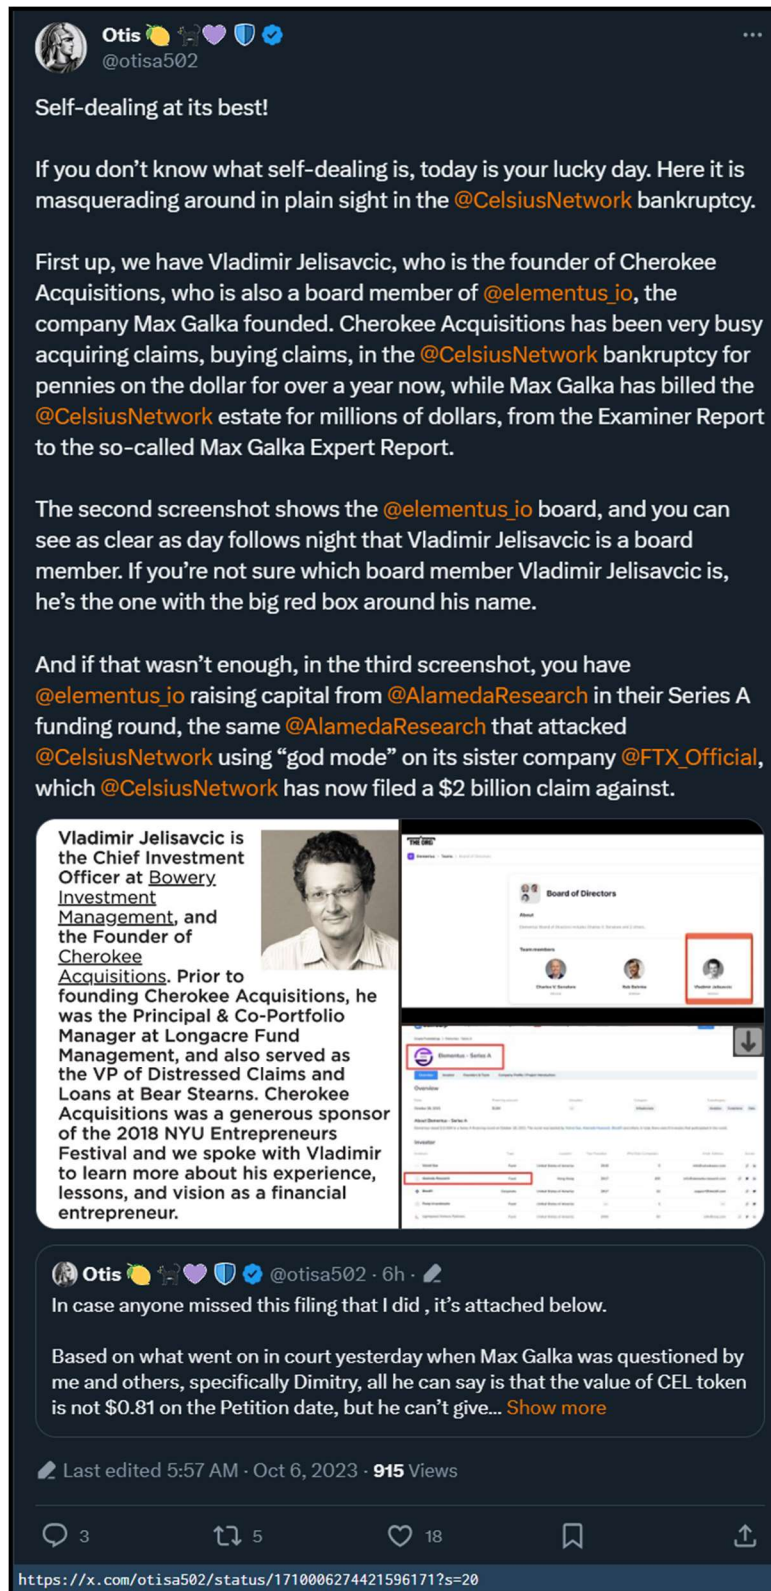 Otis
@otisa502
Self-dealing at its best!
If you don’t know what self-dealing is, today is your lucky day. Here it is
masquerading around in plain sight in the @CelsiusNetwork bankruptcy.
First up, we have Vladimir Jelisavcic, who is the founder of Cherokee
Acquisitions, who is also a board member of @elementus_io, the
company Max Galka founded. Cherokee Acquisitions has been very busy
acquiring claims, buying claims, in the @CelsiusNetwork bankruptcy for
pennies on the dollar for over a year now, while Max Galka has billed the
@CelsiusNetwork estate for millions of dollars, from the Examiner Report
to the so-called Max Galka Expert Report.
The second screenshot shows the @elementus_io board, and you can
see as clear as day follows night that Vladimir Jelisavcic is a board
member. If you’re not sure which board member Vladimir Jelisavcic is,
he’s the one with the big red box around his name.
And if that wasn’t enough, in the third screenshot, you have
@elementus_io raising capital from @AlamedaResearch in their Series A
funding round, the same @AlamedaResearch that attacked
@CelsiusNetwork using “god mode” on its sister company @FTX_Official,
which @CelsiusNetwork has now filed a $2 billion claim against.
Vladimir Jelisavcic is
the Chief Investment
Officer at Bowery
Investment
Management, and
the Founder of
Cherokee
Acquisitions. Prior to
founding Cherokee Acquisitions, he
was the Principal & Co-Portfolio
Manager at Longacre Fund
Management, and also served as
the VP of Distressed Claims and
Loans at Bear Stearns. Cherokee
Acquisitions was a generous sponsor
of the 2018 NYU Entrepreneurs
Festival and we spoke with Vladimir
to learn more about his experience,
lessons, and vision as a financial
entrepreneur.
THE ORG
Board of Directors
About
Team members
Vladimir Jelisavcic
Elementus - Series A
Overview
Investor
Otis @otisa502 · 6h ·
In case anyone missed this filing that I did , it’s attached below.
Based on what went on in court yesterday when Max Galka was questioned by
me and others, specifically Dimitry, all he can say is that the value of CEL token
is not $0.81 on the Petition date, but he can’t give... Show more
Last edited 5:57 AM · Oct 6, 2023 · 915 Views
3 5 18
https://x.com/otisa502/status/1710006274421596171?s=20